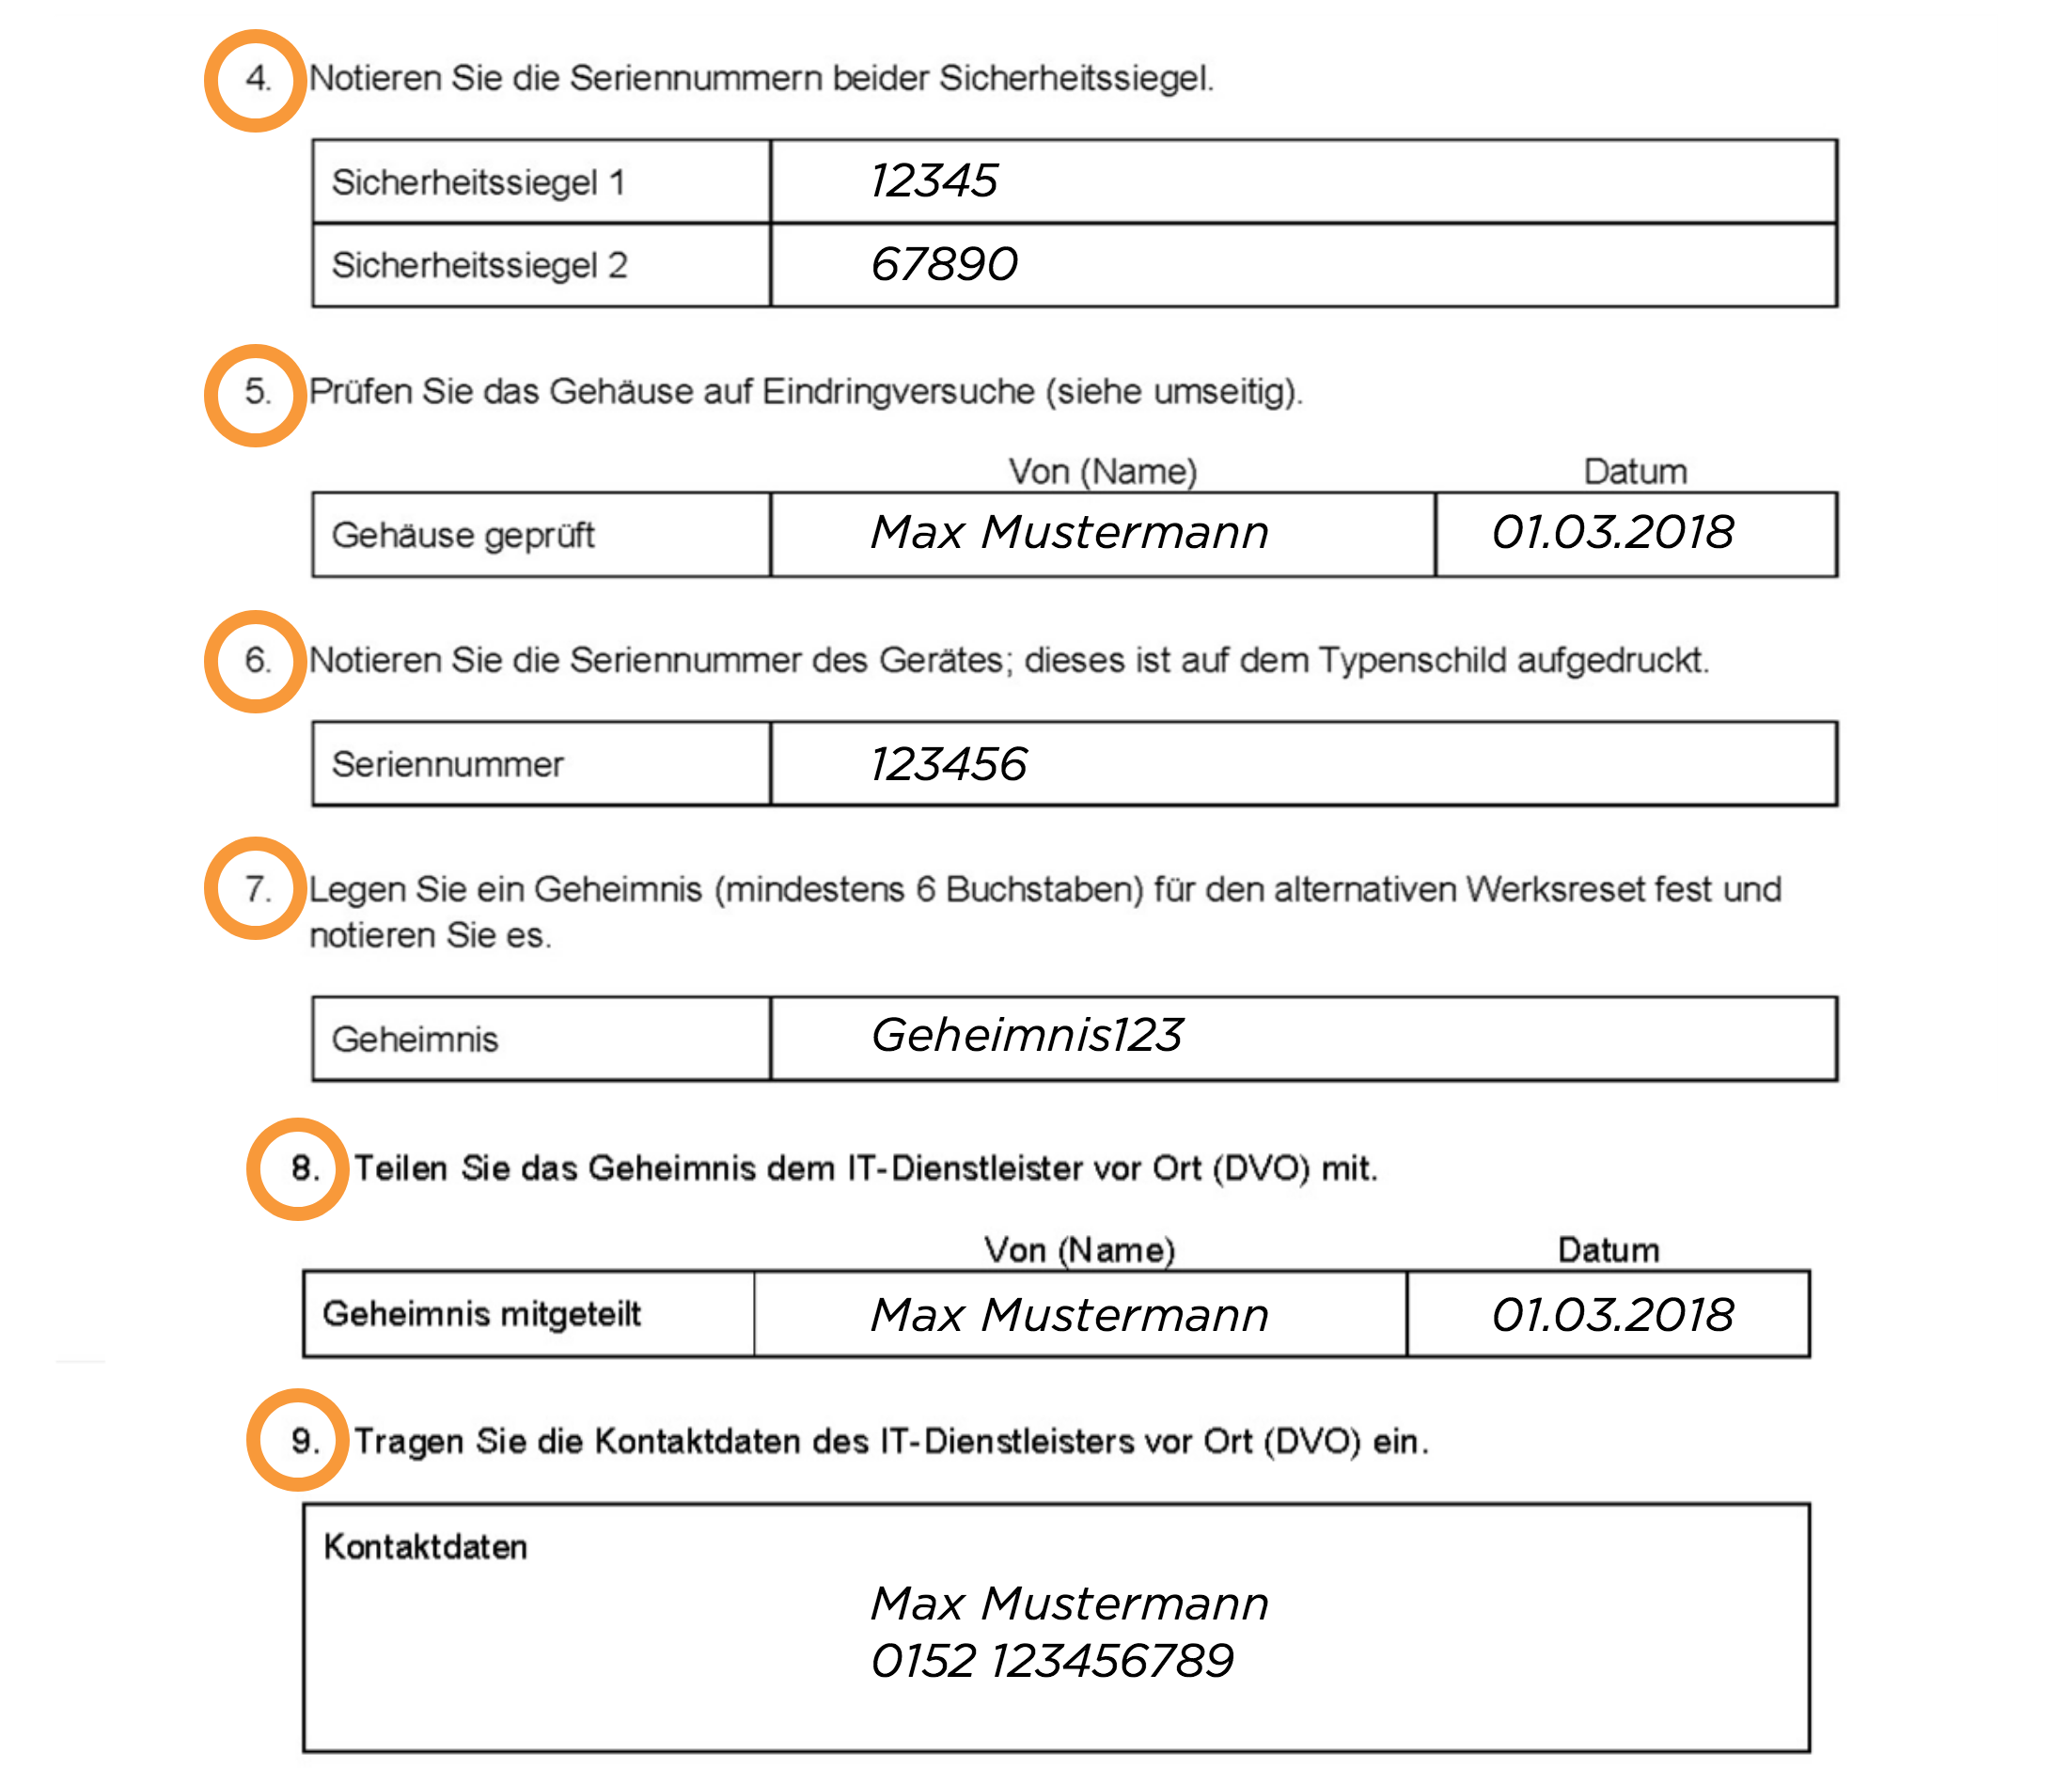 4. Notieren Sie die Seriennummern beider Sicherheitssiegel.
Sicherheitssiegel 1 12345
Sicherheitssiegel 2 67890
5. Prüfen Sie das Gehäuse auf Eindringversuche (siehe umseitig).
Von (Name) Datum
Gehäuse geprüft Max Mustermann 01.03.2018
6. Notieren Sie die Seriennummer des Gerätes; dieses ist auf dem Typenschild aufgedruckt.
Seriennummer 123456
7. Legen Sie ein Geheimnis (mindestens 6 Buchstaben) für den alternativen Werksreset fest und
notieren Sie es.
Geheimnis Geheimnis123
8. Teilen Sie das Geheimnis dem IT-Dienstleister vor Ort (DVO) mit.
Von (Name) Datum
Geheimnis mitgeteilt Max Mustermann 01.03.2018
9. Tragen Sie die Kontaktdaten des IT-Dienstleisters vor Ort (DVO) ein.
Kontaktdaten
Max Mustermann
0152 123456789